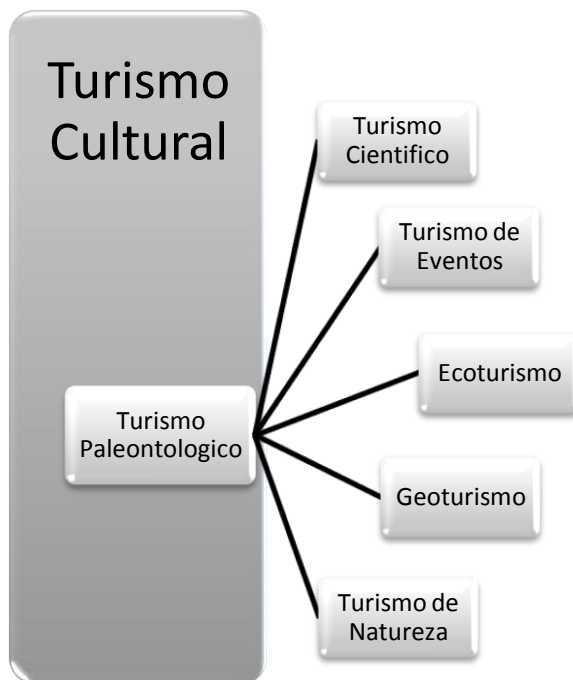 Turismo
Cultural
Turismo
Cientifico
Turismo de
Eventos
Ecoturismo
Turismo
Paleontologico
Geoturismo
Turismo de
Natureza